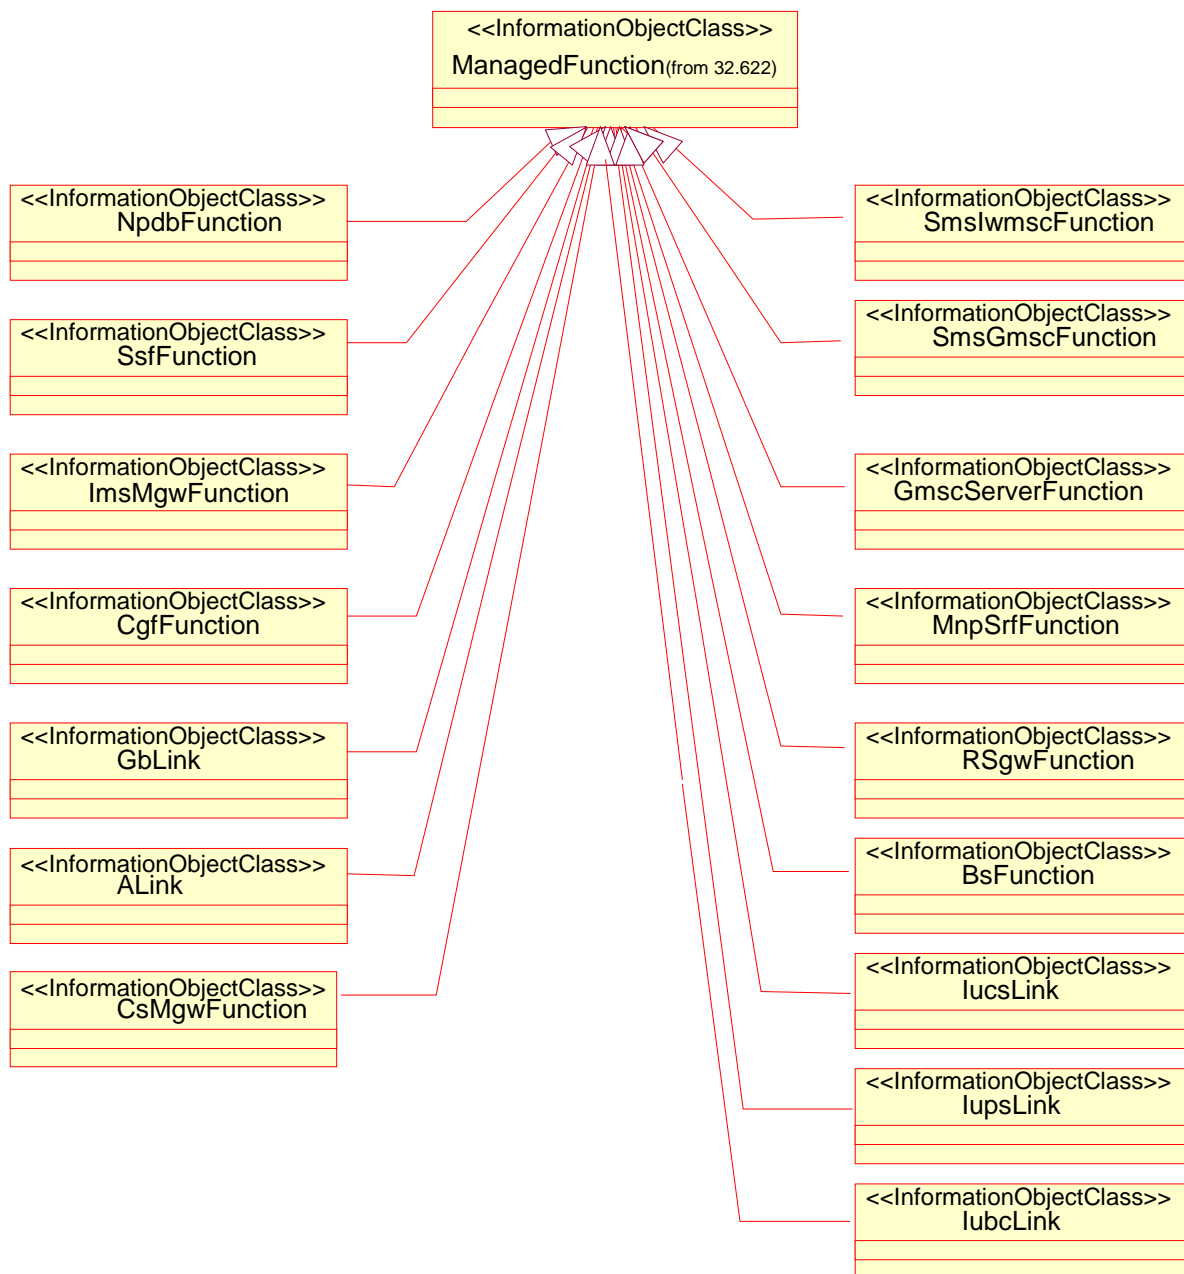 <<InformationObjectClass>>
ManagedFunction(from 32.622)
<<InformationObjectClass>>
NpdbFunction
<<InformationObjectClass>>
SsfFunction
<<InformationObjectClass>>
ImsMgwFunction
<<InformationObjectClass>>
CgfFunction
<<InformationObjectClass>>
GbLink
<<InformationObjectClass>>
ALink
<<InformationObjectClass>>
CsMgwFunction
<<InformationObjectClass>>
SmsIwmscFunction
<<InformationObjectClass>>
SmsGmscFunction
<<InformationObjectClass>>
GmscServerFunction
<<InformationObjectClass>>
MnpSrfFunction
<<InformationObjectClass>>
RSgwFunction
<<InformationObjectClass>>
BsFunction
<<InformationObjectClass>>
IucsLink
<<InformationObjectClass>>
IupsLink
<<InformationObjectClass>>
IubcLink